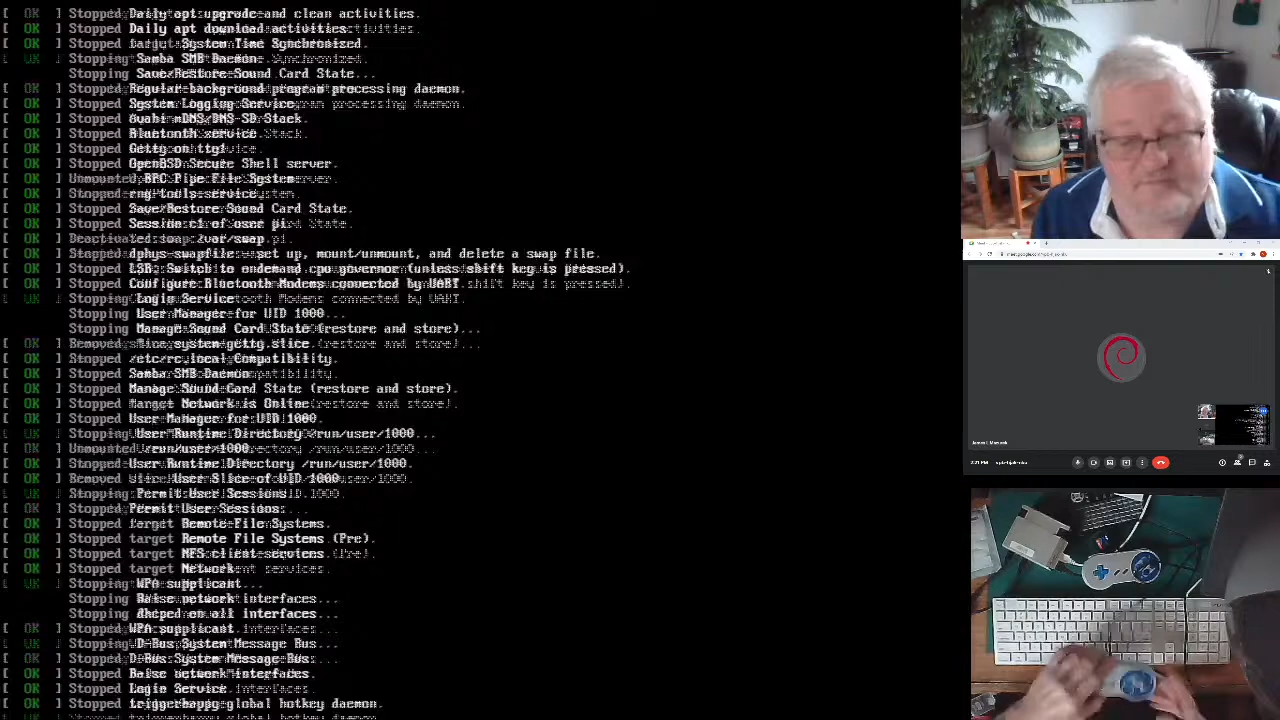 [ OK ] Stopped Daily apt upgrade and clean activities.
[ OK ] Stopped Daily apt download activities.
[ OK ] Stopped target System Time Synchronized.
Stopping Samba SMB Daemon
Stopping Save/Restore Sound Card State...
[ OK ] Stopped Regular background program processing daemon.
[ OK ] Stopped System Logging Service.
[ OK ] Stopped Avahi mDNS/DNS-SD Stack
[ OK ] Stopped Bluetooth service.
[ OK ] Stopped Getty on tty1
[ OK ] Stopped OpenBSD Secure Shell server.
[ OK ] Unmounted RPC Pipe File System
[ OK ] Stopped rng-tools.service.
[ OK ] Stopped Save/Restore Sound Card State.
[ OK ] Stopped Session c1 of user pi.
[ OK ] Deactivated swap /var/swap.
[ OK ] Stopped dphys-swapfile - set up, mount/unmount, and delete a swap file.
[ OK ] Stopped LSB: Switch to ondemand cpu governor (unless shift key is pressed).
[ OK ] Stopped Configure Bluetooth Modems connected by UART.
Stopping Login Service
Stopping User Manager for UID 1000...
Stopping Manage Sound Card State (restore and store)...
[ OK ] Removed slice system-getty.slice
[ OK ] Stopped /etc/rc.local Compatibility.
[ OK ] Stopped Samba SMB Daemon
[ OK ] Stopped Manage Sound Card State (restore and store).
[ OK ] Stopped target Network is Online
[ OK ] Stopped User Manager for UID 1000.
Stopping User Runtime Directory /run/user/1000...
[ OK ] Unmounted /run/user/1000
[ OK ] Stopped User Runtime Directory /run/user/1000.
[ OK ] Removed slice User Slice of UID 1000
Stopping Permit User Sessions
[ OK ] Stopped Permit User Sessions.
[ OK ] Stopped target Remote File Systems.
[ OK ] Stopped target Remote File Systems (Pre).
[ OK ] Stopped target NFS client services
[ OK ] Stopped target Network
Stopping WPA supplicant...
Stopping Raise network interfaces...
Stopping dhcpcd on all interfaces...
[ OK ] Stopped WPA supplicant
Stopping D-Bus System Message Bus...
[ OK ] Stopped D-Bus System Message Bus.
[ OK ] Stopped Raise network interfaces.
[ OK ] Stopped Login Service.
[ OK ] Stopped triggerhappy global hotkey daemon.
2:21 PM